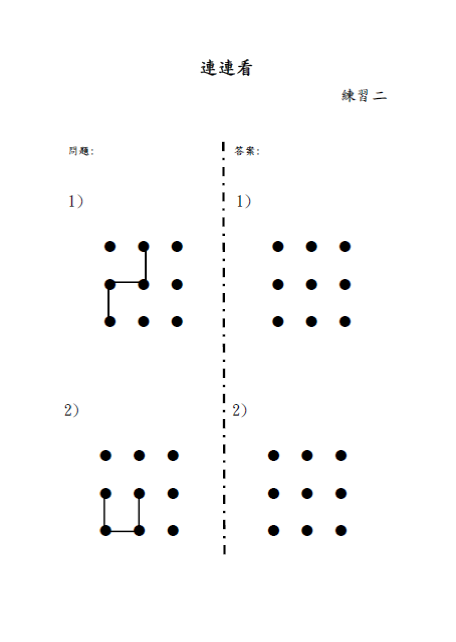 連連看
練習二
問題: 答案:
1) 1)
2) 2)